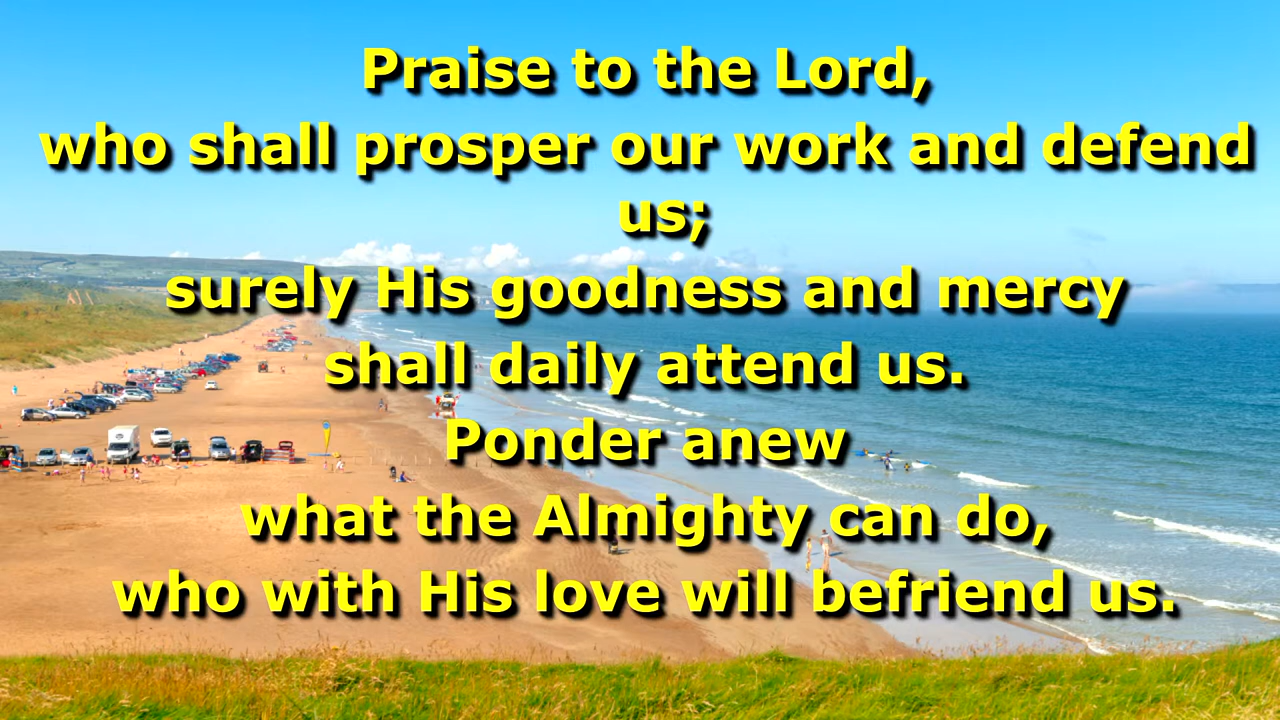 Praise to the Lord,
who shall prosper our work and defend
us;
surely His goodness and mercy
shall daily attend us.
Ponder anew
what the Almighty can do,
who with His love will befriend us.